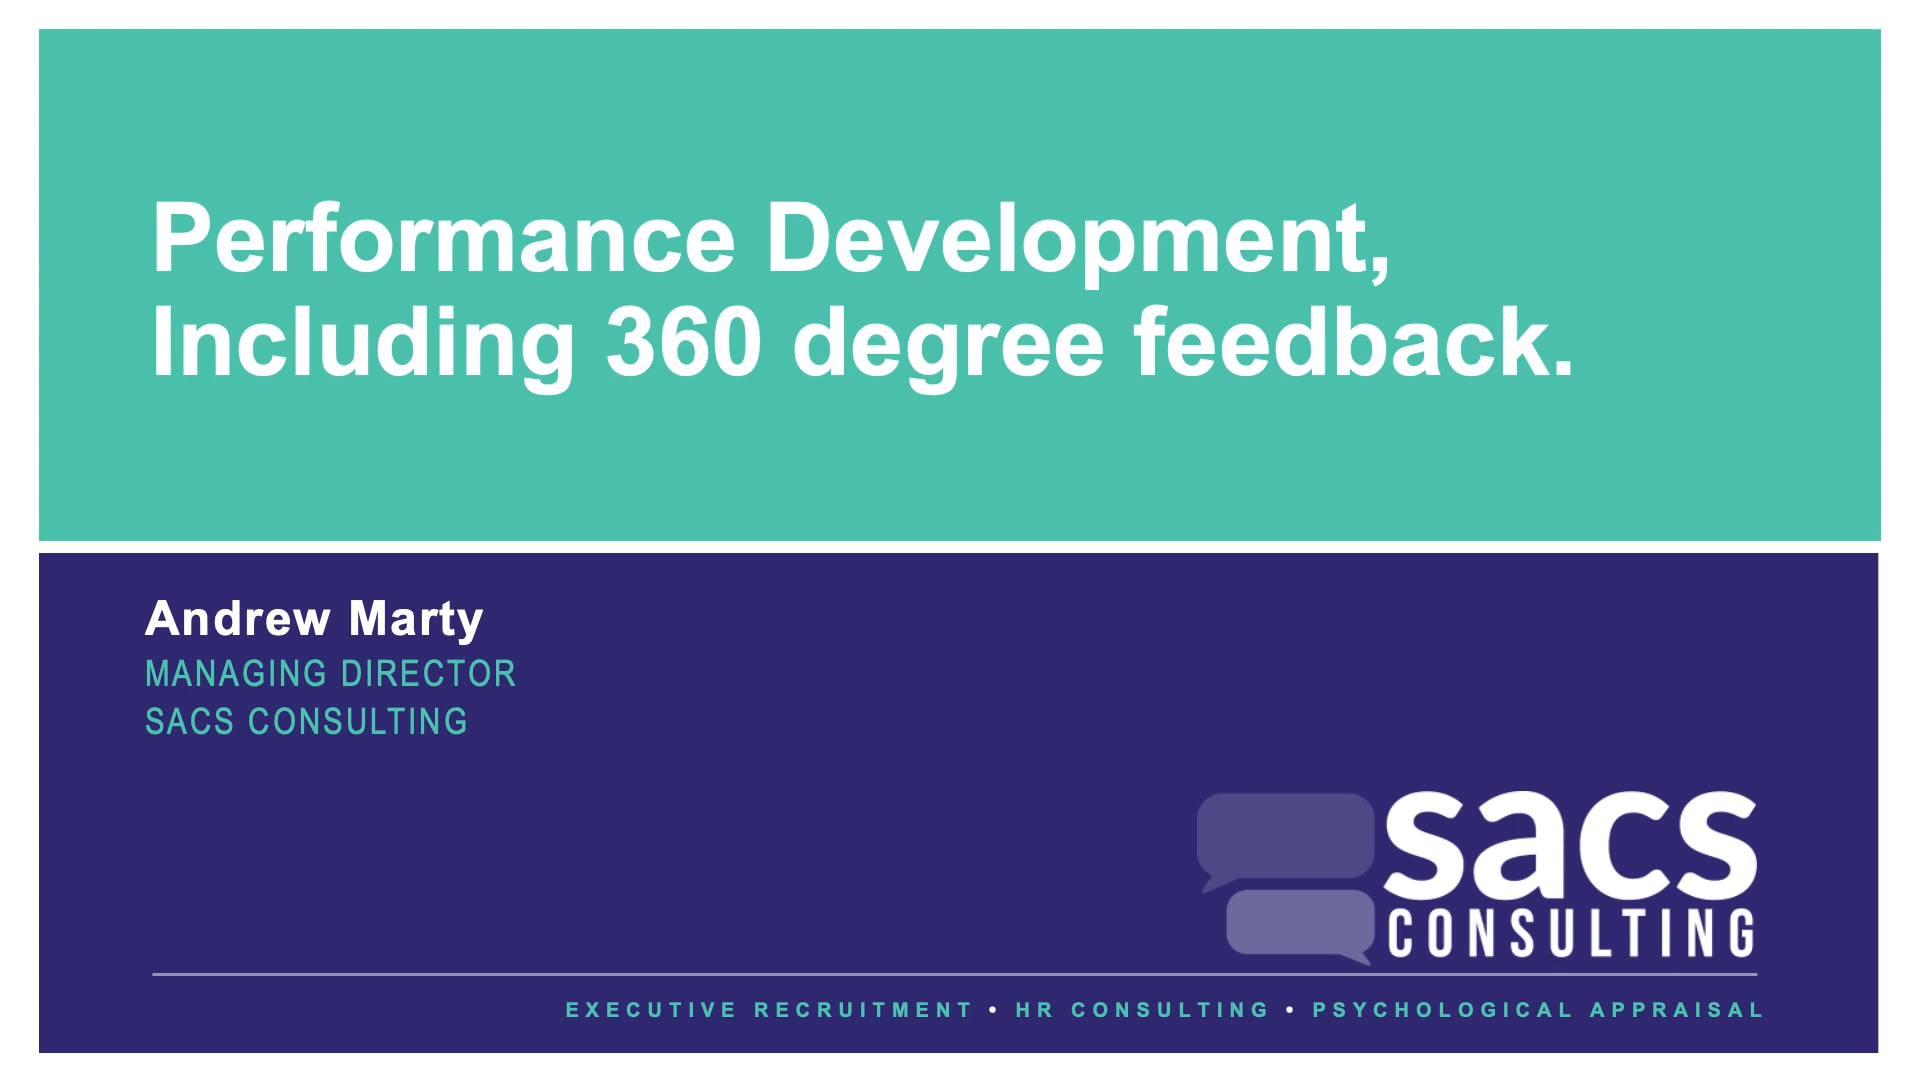 Performance Development,
Including 360 degree feedback.
Andrew Marty
MANAGING DIRECTOR
SACS CONSULTING
sacs
CONSULTING
EXECUTIVE RECRUITMENT • HR CONSULTING • PSYCHOLOGICAL APPRAISAL